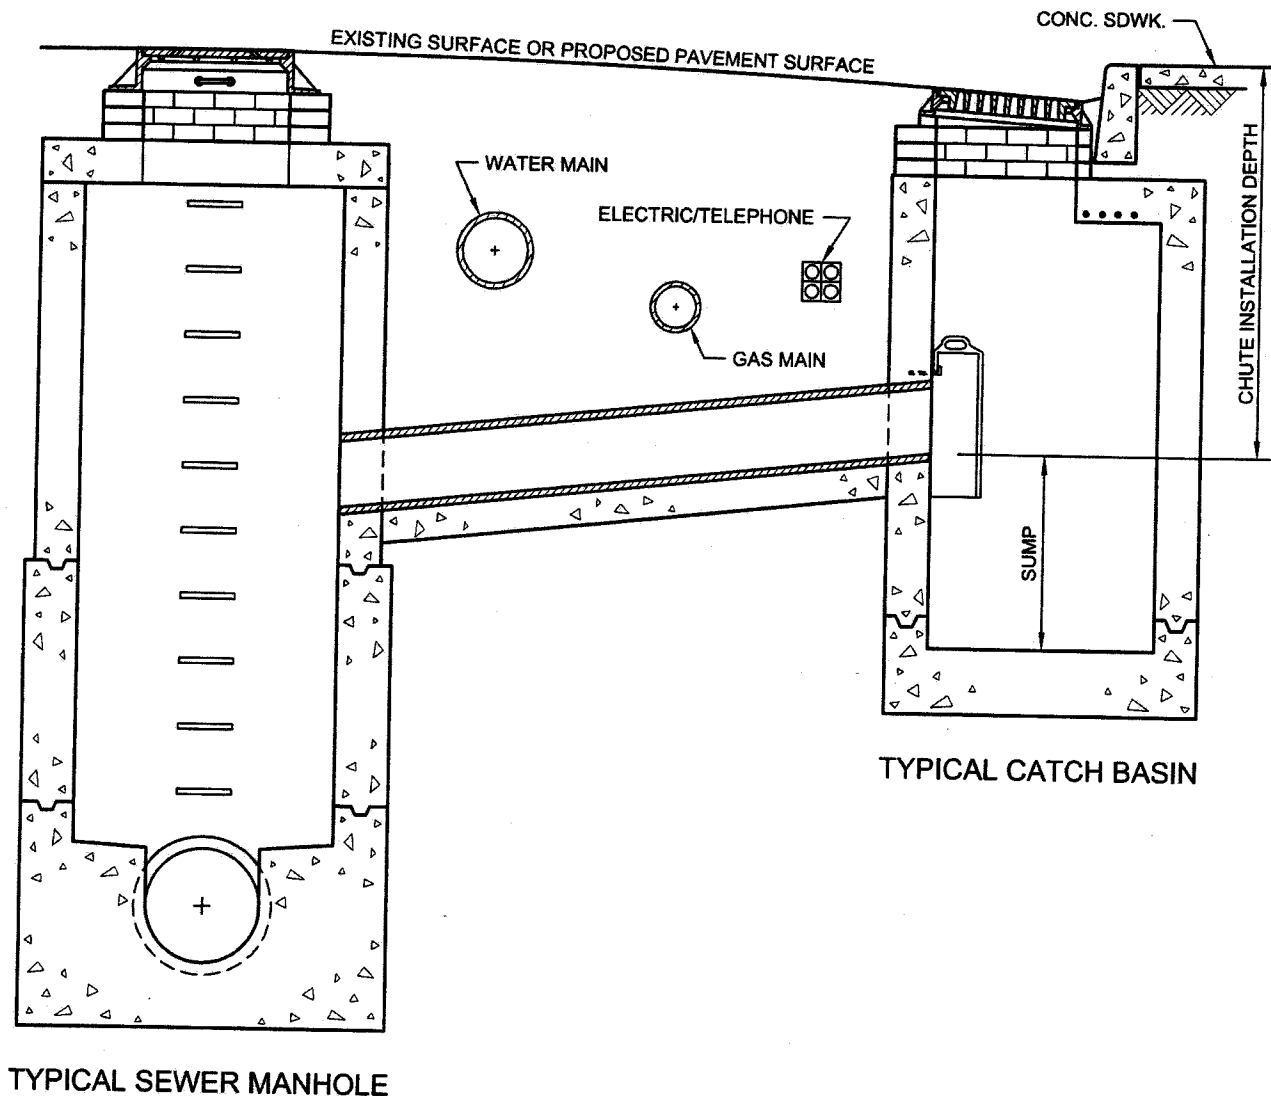 CONC. SDWK.
EXISTING SURFACE OR PROPOSED PAVEMENT SURFACE
WATER MAIN
ELECTRIC/TELEPHONE
GAS MAIN
CHUTE INSTALLATION DEPTH
SUMP
TYPICAL CATCH BASIN
TYPICAL SEWER MANHOLE